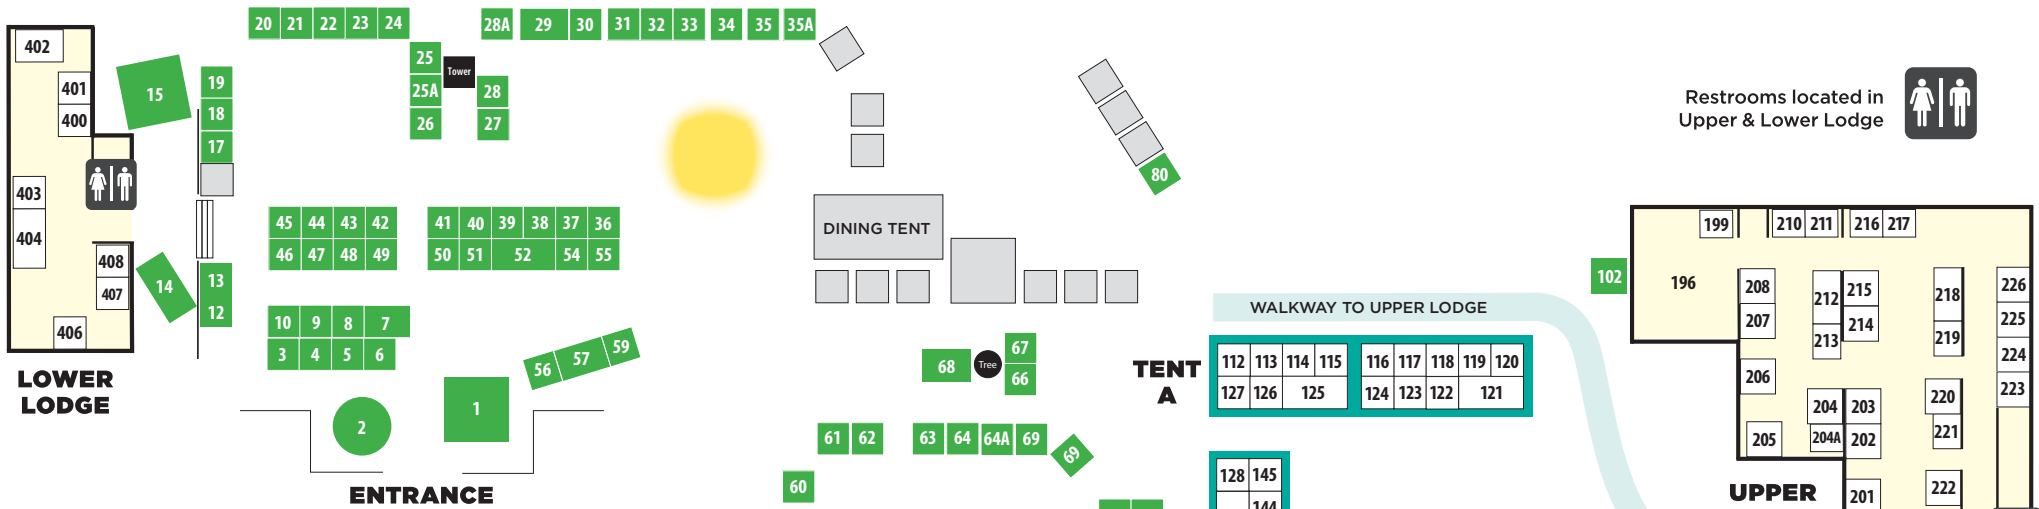 20 21 22 23 24
28A 29 30 31 32 33 34 35 35A
402
25
Tower
401
400
15
19
18
17
25A
26
28
27
80
Restrooms located in
Upper & Lower Lodge
403
404
45 44 43 42
46 47 48 49
41 40 39 38 37 36
50 51 52 54 55
DINING TENT
408
407
406
14
13
12
10 9 8 7
3 4 5 6
56 57 59
LOWER
LODGE
2
1
ENTRANCE
68
Tree
67
66
61 62
63 64 64A 69
69
60
WALKWAY TO UPPER LODGE
TENT
A
112 113 114 115
127 126 125
116 117 118 119 120
124 123 122 121
128 145
144
102
199
210 211
216 217
196
208
207
206
205
212
213
215
214
218
219
226
225
224
223
204
204A
203
202
220
221
201
222
UPPER